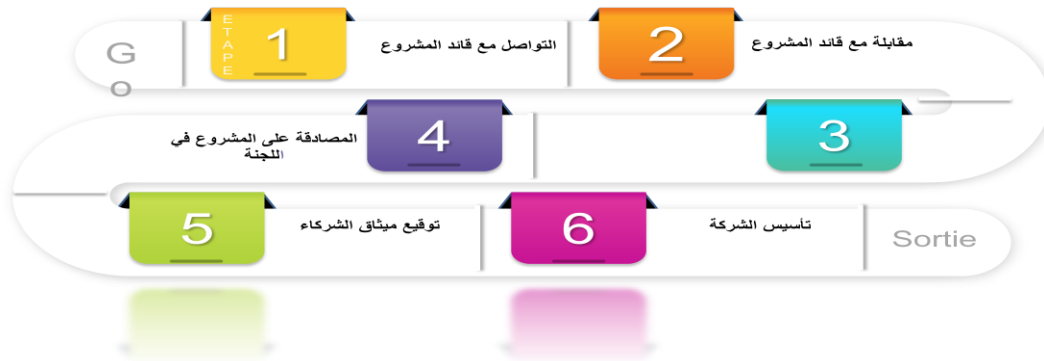 Go
ETAPE
1
التواصل مع قائد المشروع
2
مقابلة مع قائد المشروع
3
4
المصادقة على المشروع في
اللجنة
5
توقيع ميثاق الشركاء
6
تأسيس الشركة
Sortie